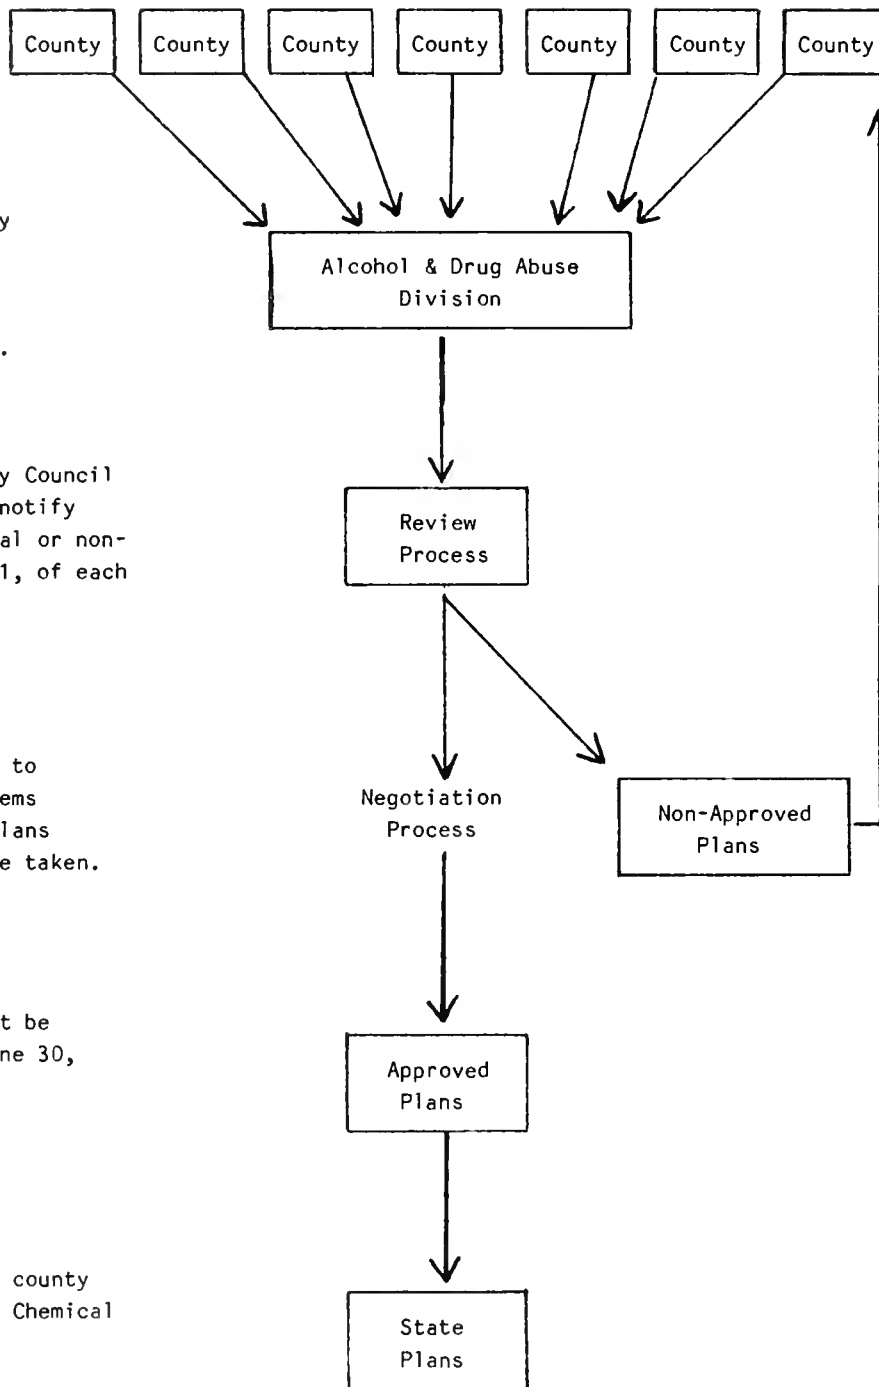 County County County County County County County
y
Alcohol & Drug Abuse
Division
.
y Council
notify
al or non-
1, of each
Review
Process
to
ems
lans
e taken.
Negotiation
Process
Non-Approved
Plans
t be
ne 30,
Approved
Plans
county
Chemical
State
Plans